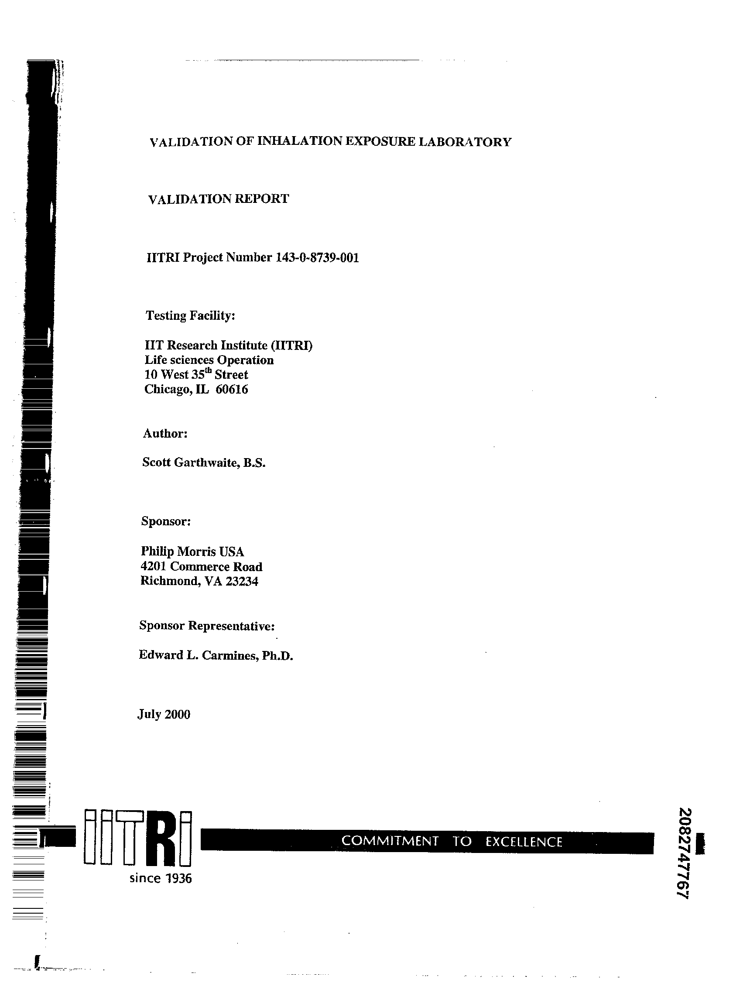 VALIDATION OF INHALATION EXPOSURE LABORATORY
VALIDATION REPORT
IITRI Project Number 143-0-8739-001
Testing Facility:
IIT Research Institute (IITRI)
Life sciences Operation
10 West 35th Street
Chicago, IL 60616
Author:
Scott Garthwaite, B.S.
Sponsor:
Philip Morris USA
4201 Commerce Road
Richmond, VA 23234
Sponsor Representative:
Edward L. Carmines, Ph.D.
July 2000
IITRI
COMMITMENT TO EXCELLENCE
since 1936
2082747767